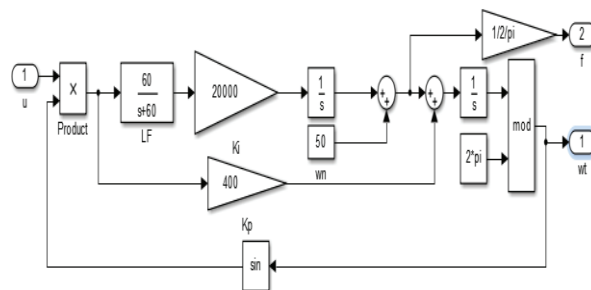 1
u
×
Product
60
s+60
LF
20000
Ki
1
s
50
wn
+
+
400
Kp
+
+
1
s
2*pi
mod
1/2/pi
2
f
1
wt
sin